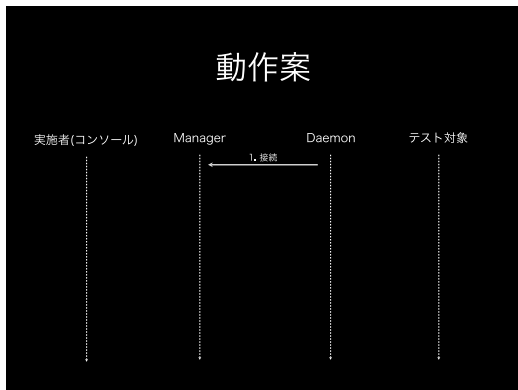 動作案
実施者(コンソール)
Manager
Daemon
テスト対象
1. 接続